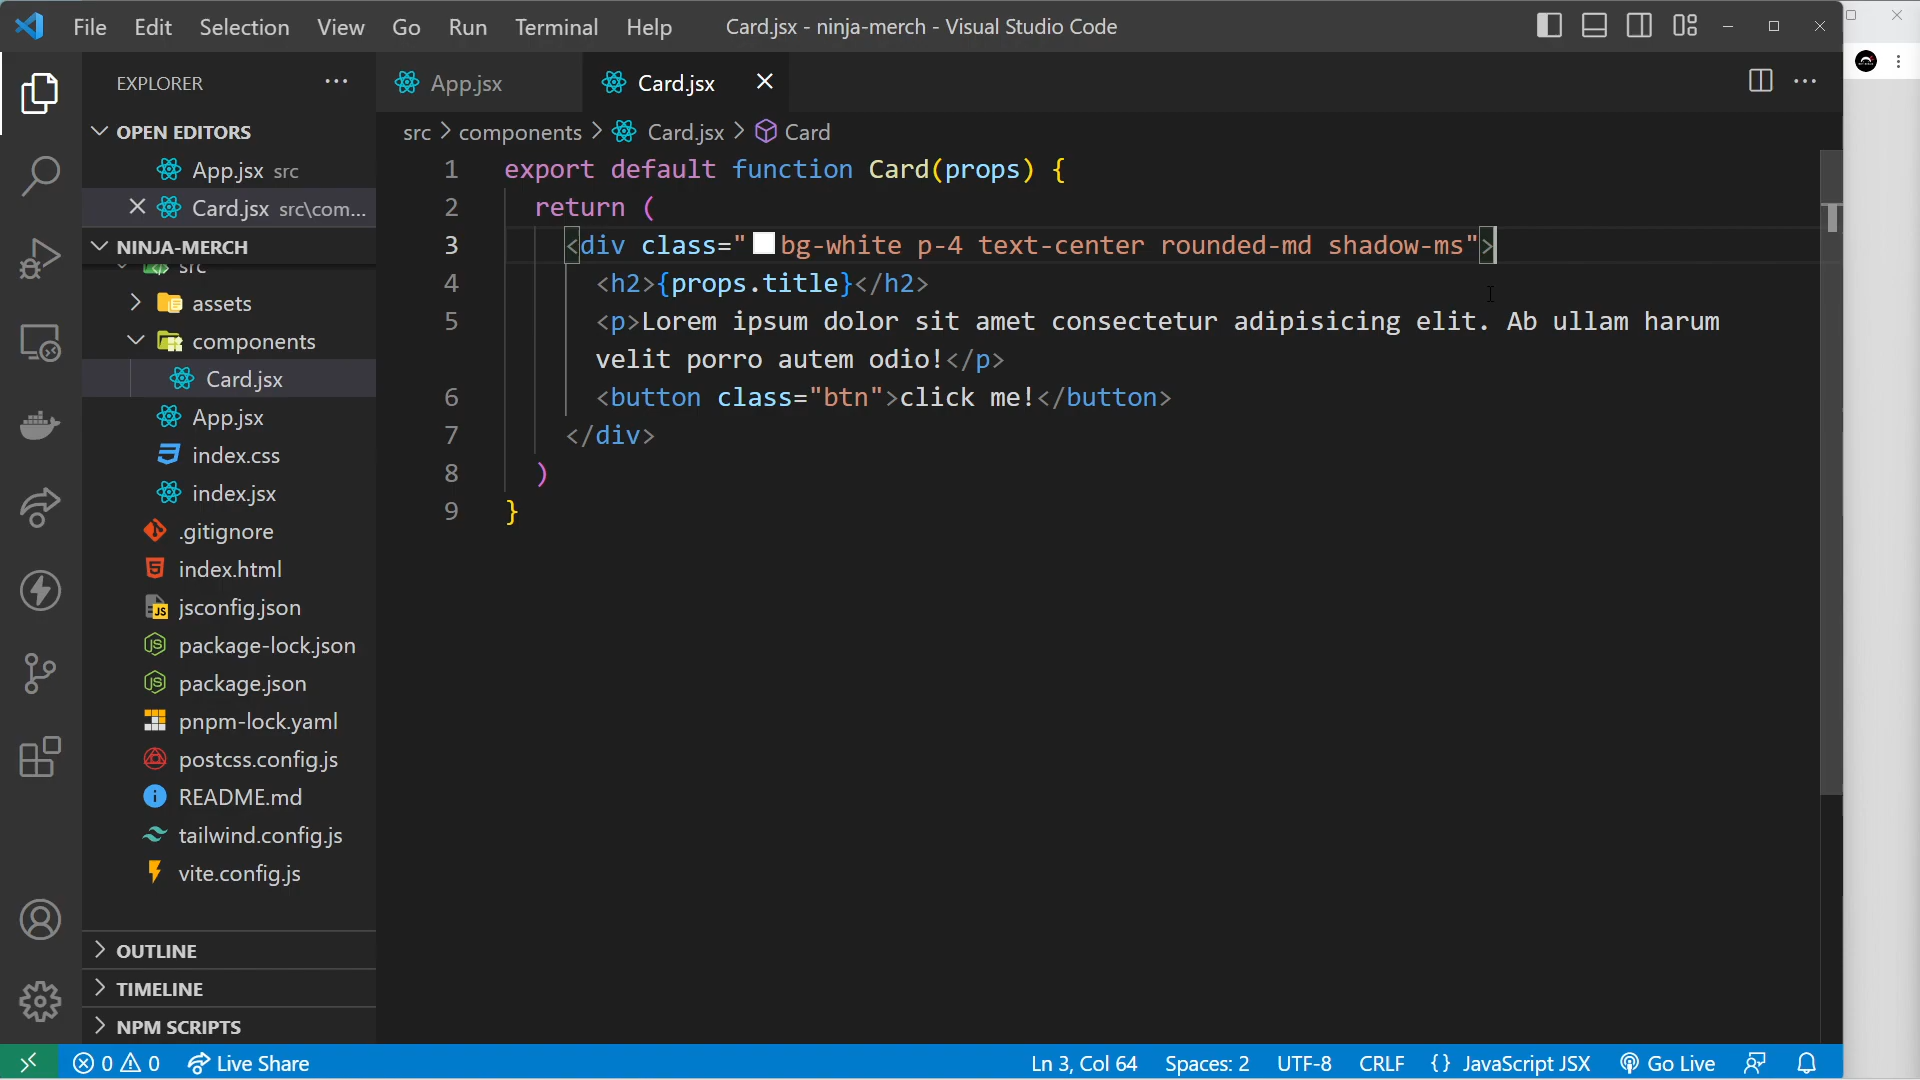 File Edit Selection View Go Run Terminal Help Card.jsx - ninja-merch - Visual Studio Code
EXPLORER
App.jsx Card.jsx
OPEN EDITORS
src components Card.jsx Card
App.jsx src
Card.jsx src\com...
NINJA-MERCH
src
assets
components
Card.jsx
App.jsx
index.css
index.jsx
.gitignore
index.html
jsconfig.json
package-lock.json
package.json
pnpm-lock.yaml
postcss.config.js
README.md
tailwind.config.js
vite.config.js
OUTLINE
TIMELINE
NPM SCRIPTS
1 export default function Card(props) {
2 return (
3 <div class="bg-white p-4 text-center rounded-md shadow-ms">
4 <h2>{props.title}</h2>
5 <p>Lorem ipsum dolor sit amet consectetur adipisicing elit. Ab ullam harum
velit porro autem odio!</p>
6 <button class="btn">click me!</button>
7 </div>
8 )
9 }
0 0 Live Share Ln 3, Col 64 Spaces: 2 UTF-8 CRLF {} JavaScript JSX Go Live